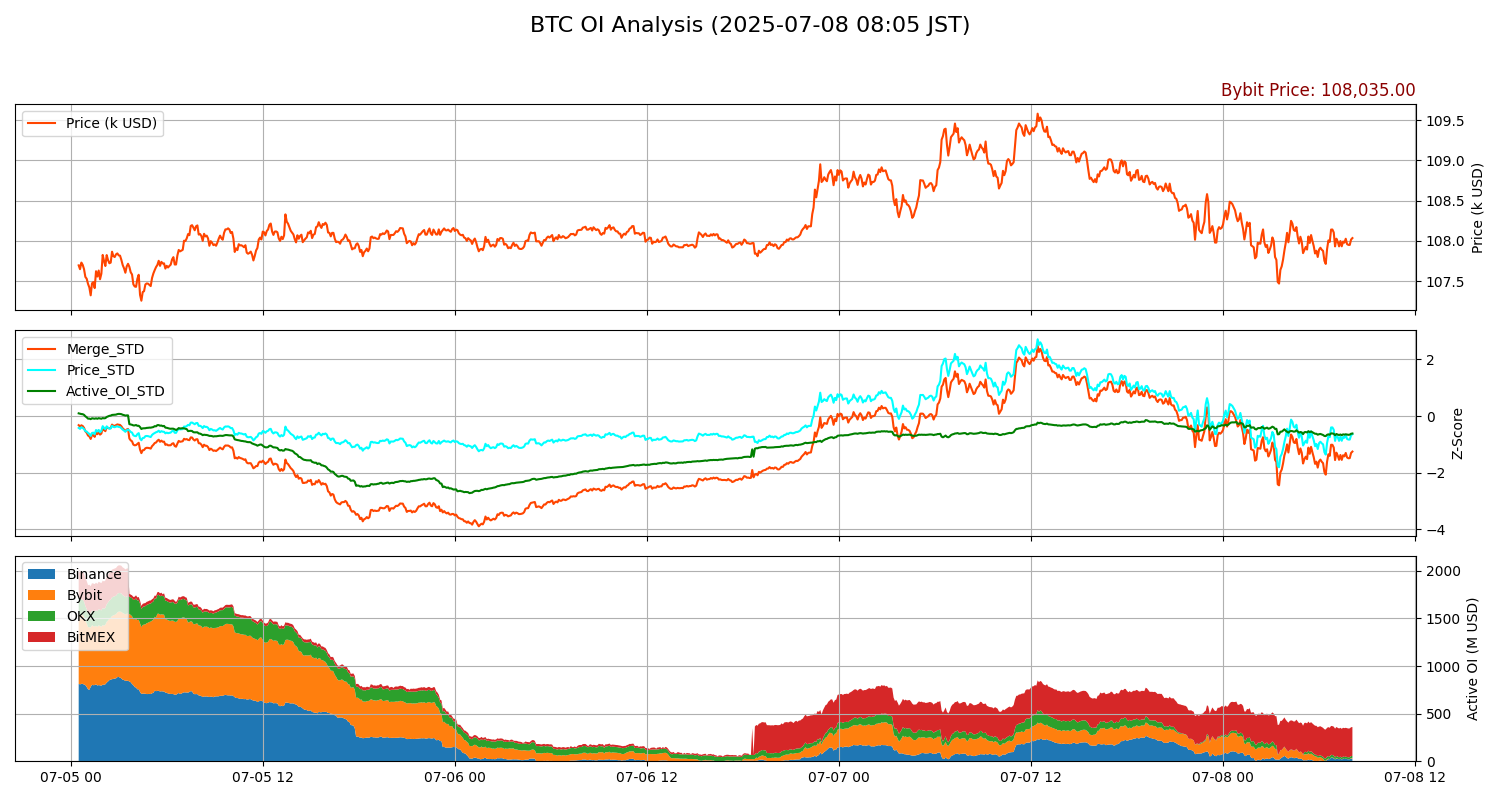 BTC OI Analysis (2025-07-08 08:05 JST)
Bybit Price: 108,035.00
Price (k USD)
109.5
109.0
108.5
108.0
107.5
Price (k USD)
Merge_STD
Price_STD
Active_OI_STD
2
0
−2
−4
Z-Score
Binance
Bybit
OKX
BitMEX
2000
1500
1000
500
0
Active OI (M USD)
07-05 00
07-05 12
07-06 00
07-06 12
07-07 00
07-07 12
07-08 00
07-08 12